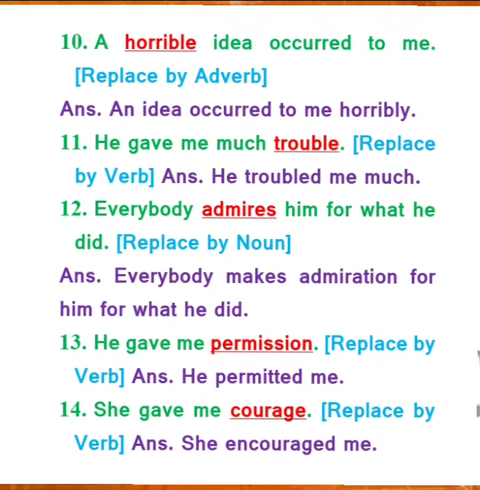 10. A horrible idea occurred to me.
[Replace by Adverb]
Ans. An idea occurred to me horribly.
11. He gave me much trouble. [Replace
by Verb] Ans. He troubled me much.
12. Everybody admires him for what he
did. [Replace by Noun]
Ans. Everybody makes admiration for
him for what he did.
13. He gave me permission. [Replace by
Verb] Ans. He permitted me.
14. She gave me courage. [Replace by
Verb] Ans. She encouraged me.